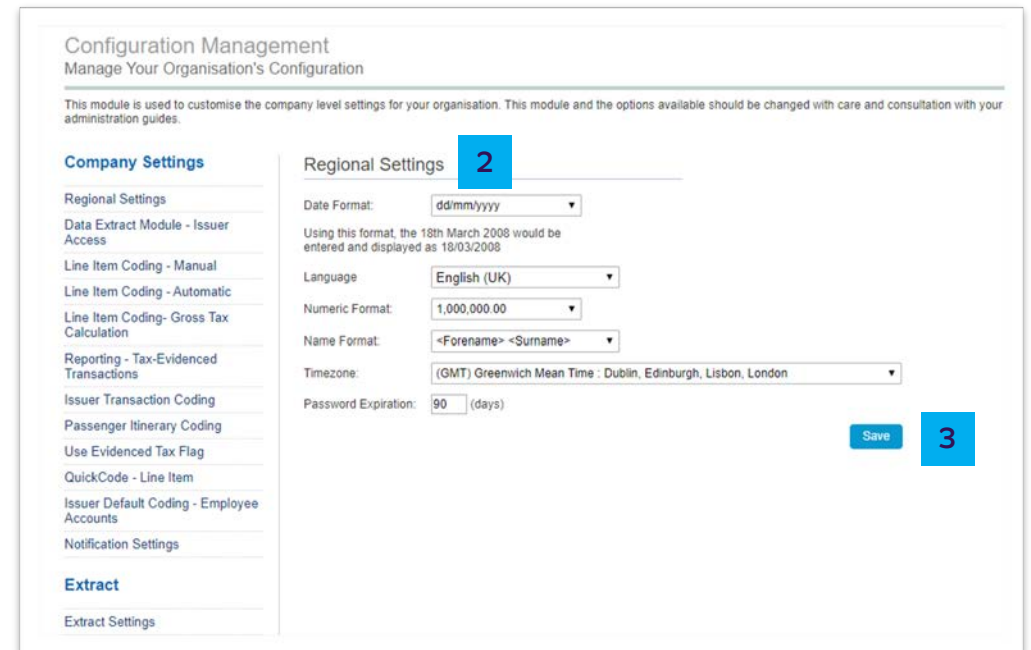 Configuration Management
Manage Your Organisation's Configuration
This module is used to customise the company level settings for your organisation. This module and the options available should be changed with care and consultation with your
administration guides.
Company Settings
Regional Settings
Data Extract Module - Issuer
Access
Line Item Coding - Manual
Line Item Coding - Automatic
Line Item Coding- Gross Tax
Calculation
Reporting - Tax-Evidenced
Transactions
Issuer Transaction Coding
Passenger Itinerary Coding
Use Evidenced Tax Flag
QuickCode - Line Item
Issuer Default Coding - Employee
Accounts
Notification Settings
Extract
Extract Settings
Regional Settings 2
Date Format: dd/mm/yyyy
Using this format, the 18th March 2008 would be
entered and displayed as 18/03/2008
Language English (UK)
Numeric Format: 1,000,000.00
Name Format: <Forename> <Surname>
Timezone: (GMT) Greenwich Mean Time : Dublin, Edinburgh, Lisbon, London
Password Expiration: 90 (days)
Save 3